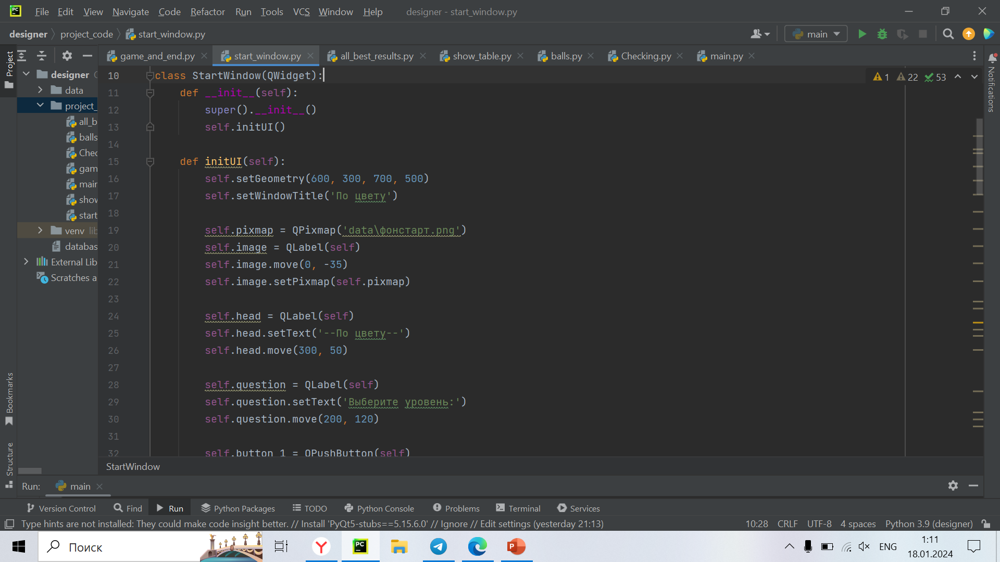 File Edit View Navigate Code Refactor Run Tools VCS Window Help designer - start_window.py
designer project_code start_window.py main
game_and_end.py start_window.py all_best_results.py show_table.py balls.py Checking.py main.py
Project
designer
data
project_
all_b
balls
Chec
gam
main
show
start
venv lib
databas
External Lib
Scratches a
Bookmarks
Structure
Notifications
1 22 53
10 class StartWindow(QWidget):
11 def __init__(self):
12 super().__init__()
13 self.initUI()
14
15 def initUI(self):
16 self.setGeometry(600, 300, 700, 500)
17 self.setWindowTitle('По цвету')
18
19 self.pixmap = QPixmap('data\фонстарт.png')
20 self.image = QLabel(self)
21 self.image.move(0, -35)
22 self.image.setPixmap(self.pixmap)
23
24 self.head = QLabel(self)
25 self.head.setText('--По цвету--')
26 self.head.move(300, 50)
27
28 self.question = QLabel(self)
29 self.question.setText('Выберите уровень:')
30 self.question.move(200, 120)
31
32 self.button_1 = QPushButton(self)
StartWindow
Run: main
Version Control Find Run Python Packages TODO Python Console Problems Terminal Services
Type hints are not installed: They could make code insight better. // Install 'PyQt5-stubs==5.15.6.0' // Ignore // Edit settings (yesterday 21:13) 10:28 CRLF UTF-8 4 spaces Python 3.9 (designer)
Поиск ENG 1:11
18.01.2024